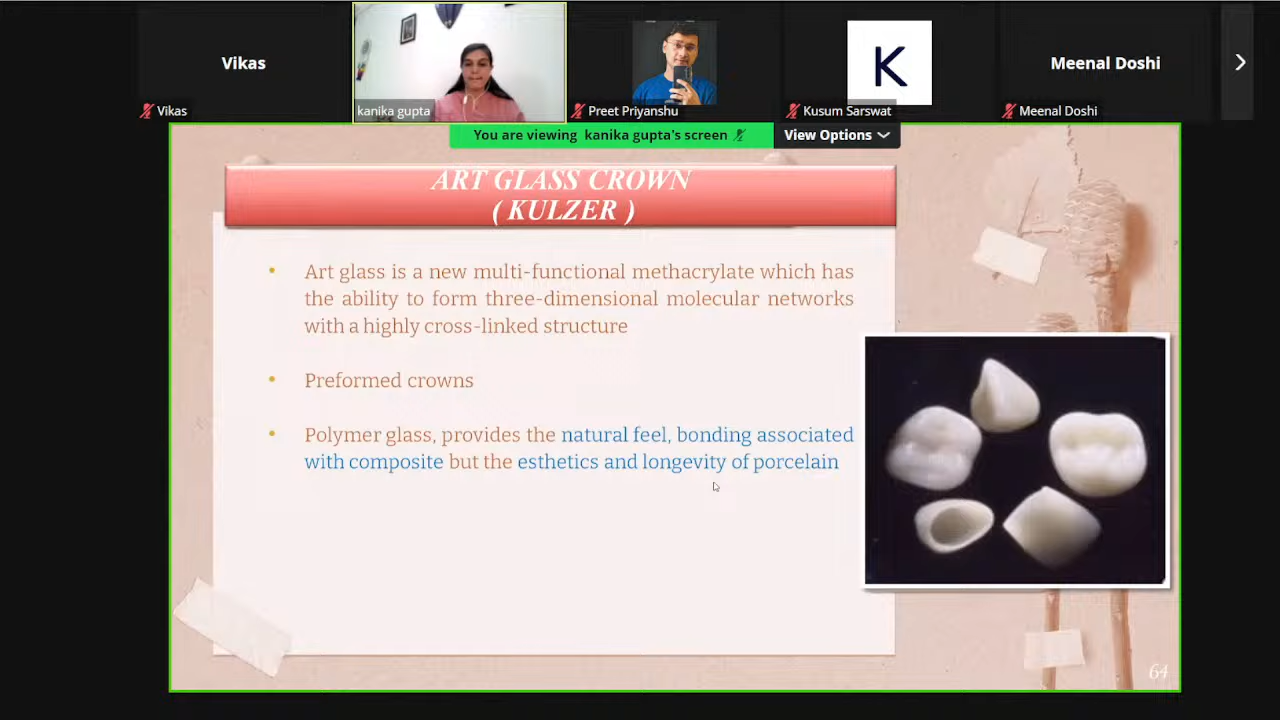 Vikas
Meenal Doshi
K
Vikas
kanika gupta
Preet Priyanshu
Kusum Sarswat
Meenal Doshi
You are viewing kanika gupta's screen
View Options
ART GLASS CROWN
( KULZER )
• Art glass is a new multi-functional methacrylate which has
the ability to form three-dimensional molecular networks
with a highly cross-linked structure
• Preformed crowns
• Polymer glass, provides the natural feel, bonding associated
with composite but the esthetics and longevity of porcelain
64